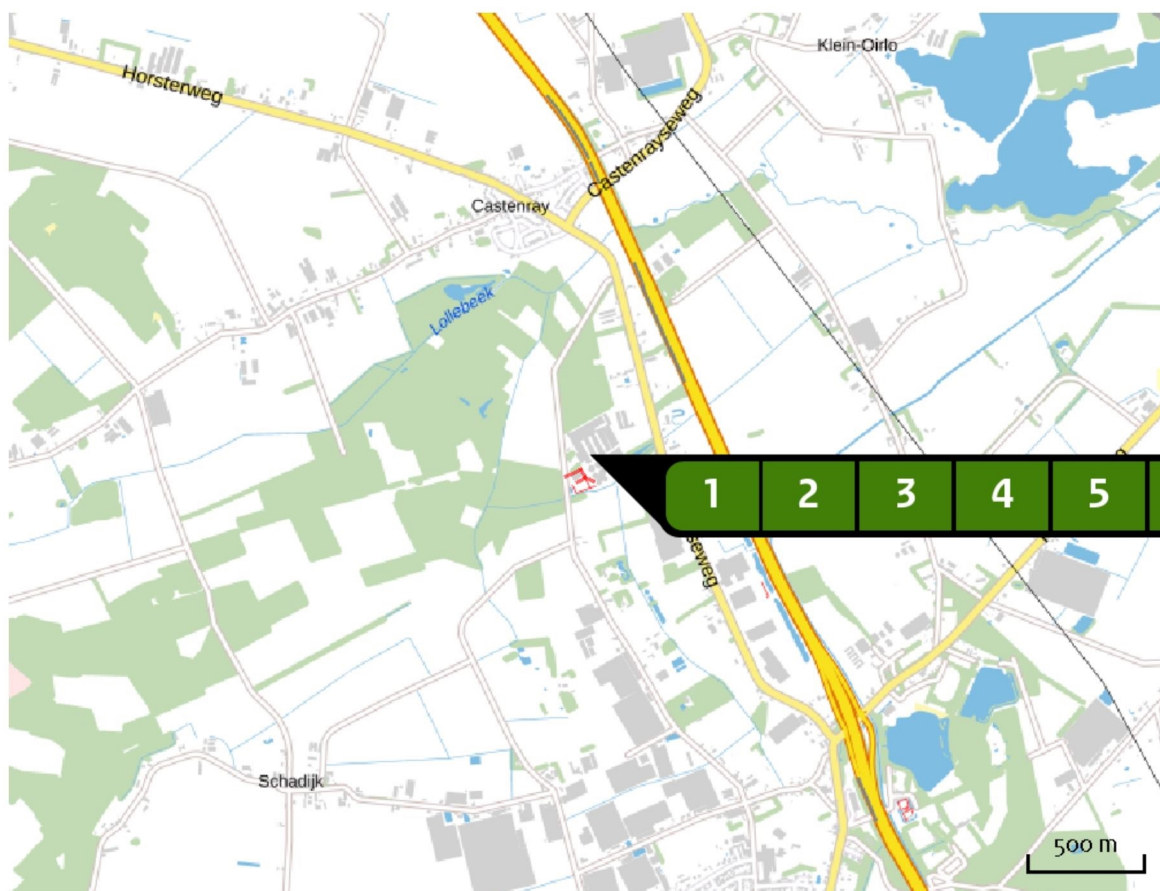 Klein-Oirlo
Horsterweg
Castenrayseweg
Castenray
Lollebeek
1 2 3 4 5
seweg
Schadijk
500 m